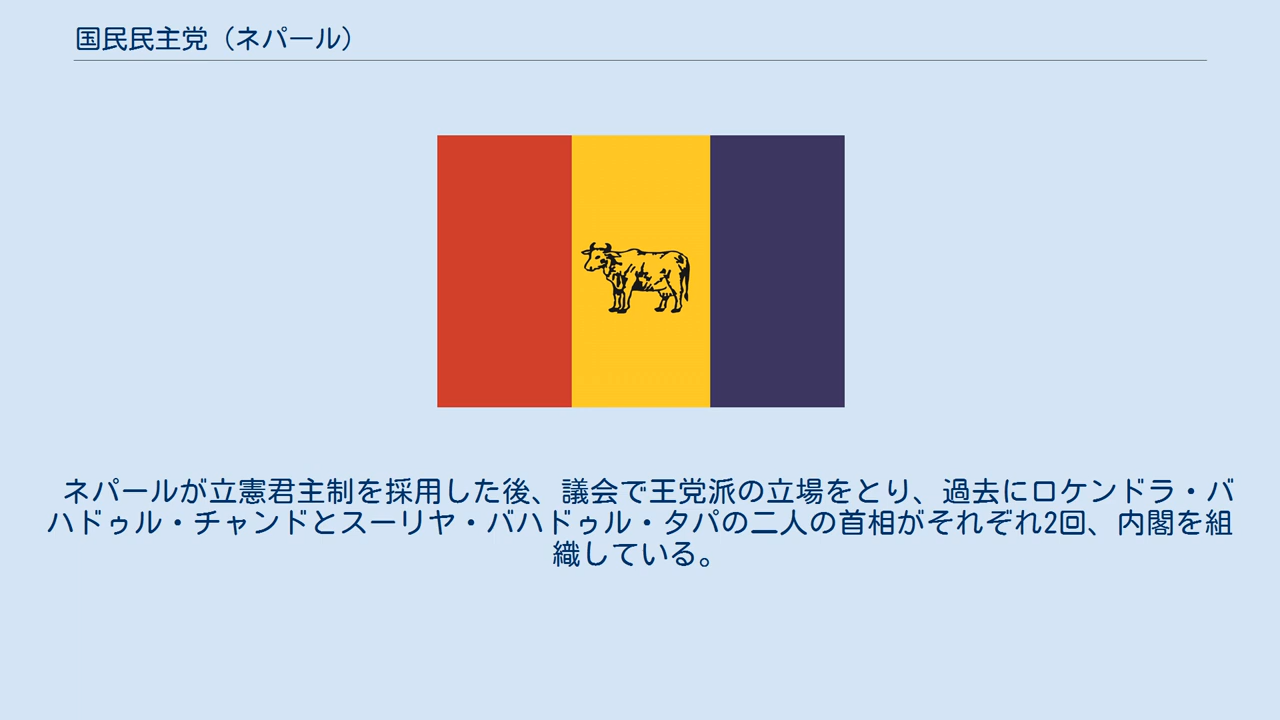 国民民主党（ネパール）
ネパールが立憲君主制を採用した後、議会で王党派の立場をとり、過去にロケンドラ・バ
ハドゥル・チャンドとスーリヤ・バハドゥル・タパの二人の首相がそれぞれ2回、内閣を組
織している。